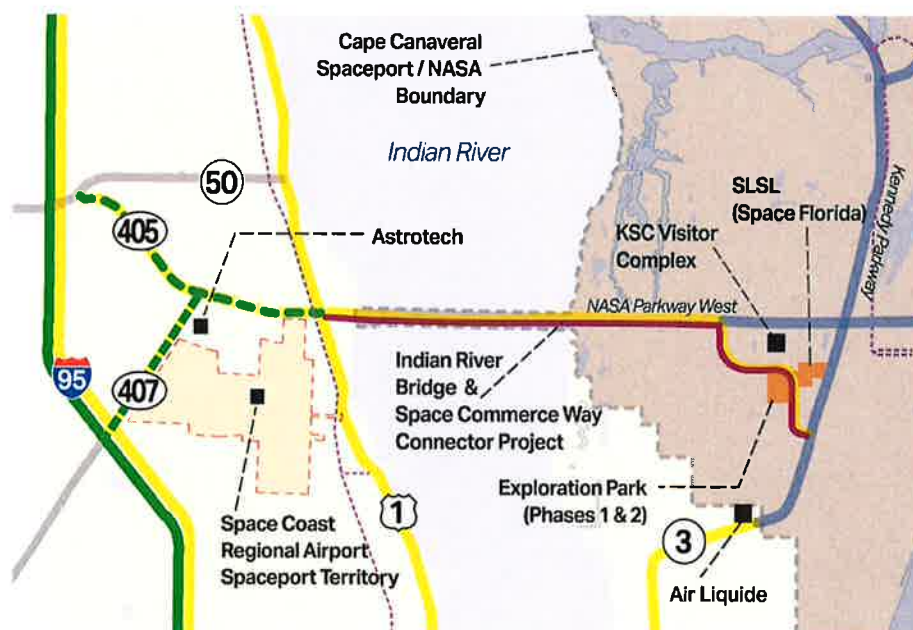 Cape Canaveral
Spaceport / NASA
Boundary
Indian River
50
405
Astrotech
SLSL
(Space Florida)
KSC Visitor
Complex
Kennedy Parkway
NASA Parkway West
95
407
Indian River
Bridge &
Space Commerce Way
Connector Project
Exploration Park
(Phases 1 & 2)
1
3
Space Coast
Regional Airport
Spaceport Territory
Air Liquide